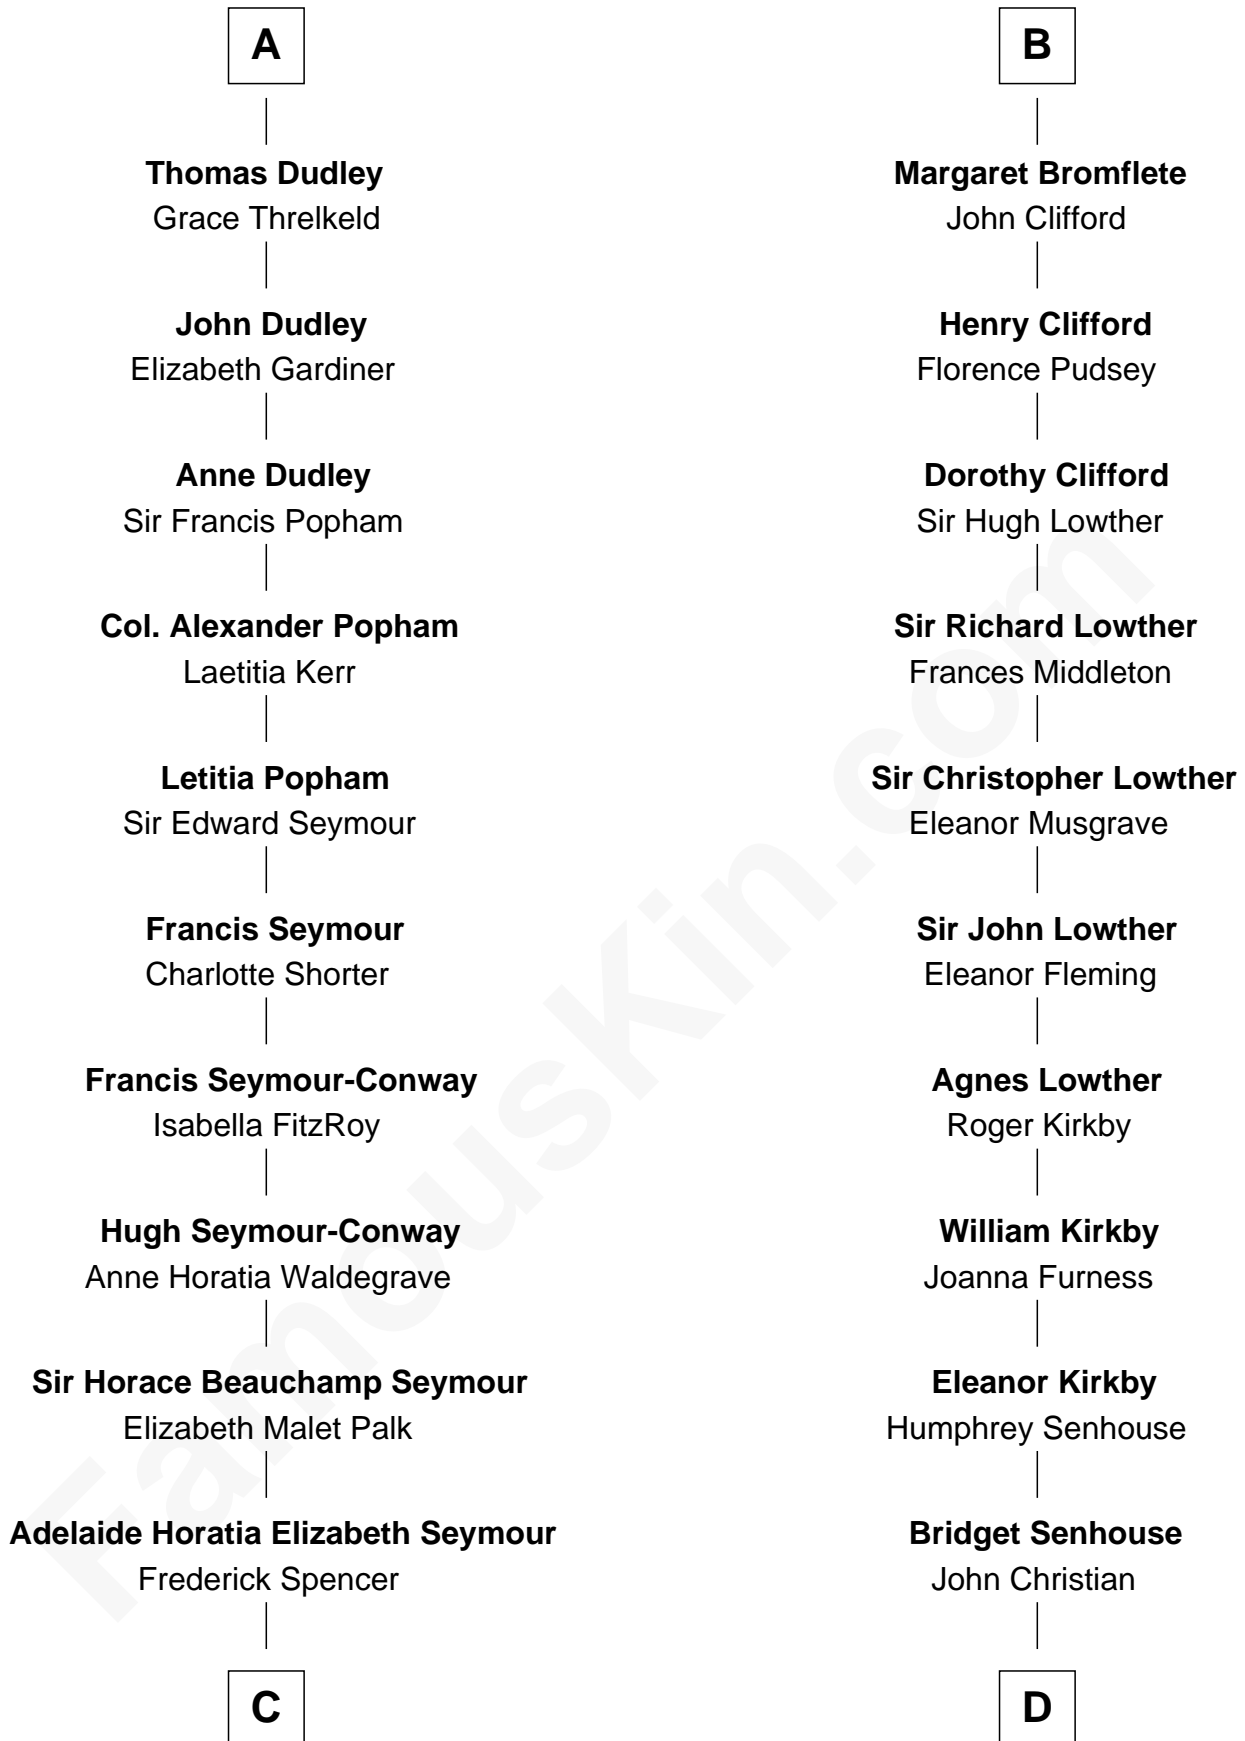 A
Thomas Dudley
Grace Threlkeld
John Dudley
Elizabeth Gardiner
Anne Dudley
Sir Francis Popham
Col. Alexander Popham
Laetitia Kerr
Letitia Popham
Sir Edward Seymour
Francis Seymour
Charlotte Shorter
Francis Seymour-Conway
Isabella FitzRoy
Hugh Seymour-Conway
Anne Horatia Waldegrave
Sir Horace Beauchamp Seymour
Elizabeth Malet Palk
Adelaide Horatia Elizabeth Seymour
Frederick Spencer
C
B
Margaret Bromflete
John Clifford
Henry Clifford
Florence Pudsey
Dorothy Clifford
Sir Hugh Lowther
Sir Richard Lowther
Frances Middleton
Sir Christopher Lowther
Eleanor Musgrave
Sir John Lowther
Eleanor Fleming
Agnes Lowther
Roger Kirkby
William Kirkby
Joanna Furness
Eleanor Kirkby
Humphrey Senhouse
Bridget Senhouse
John Christian
D
FamousKin.com